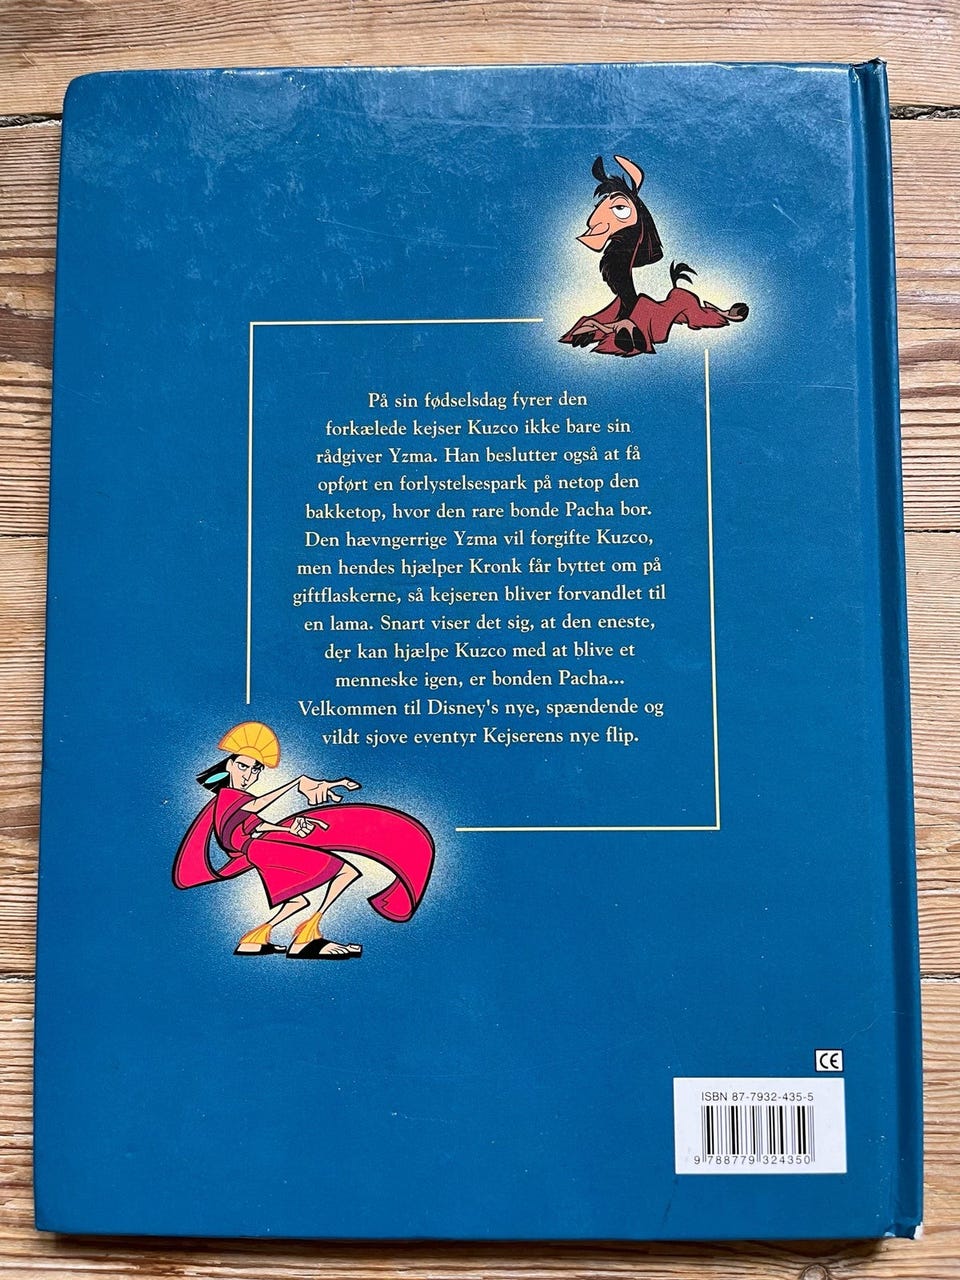 På sin fødselsdag fyrer den
forkælede kejser Kuzco ikke bare sin
rådgiver Yzma. Han beslutter også at få
opført en forlystelsespark på netop den
bakketop, hvor den rare bonde Pacha bor.
Den hævngerrige Yzma vil forgifte Kuzco,
men hendes hjælper Kronk får byttet om på
giftflaskerne, så kejseren bliver forvandlet til
en lama. Snart viser det sig, at den eneste,
der kan hjælpe Kuzco med at blive et
menneske igen, er bonden Pacha...
Velkommen til Disney's nye, spændende og
vildt sjove eventyr Kejserens nye flip.
CE
ISBN 87-7932-435-5
9 788779 324350